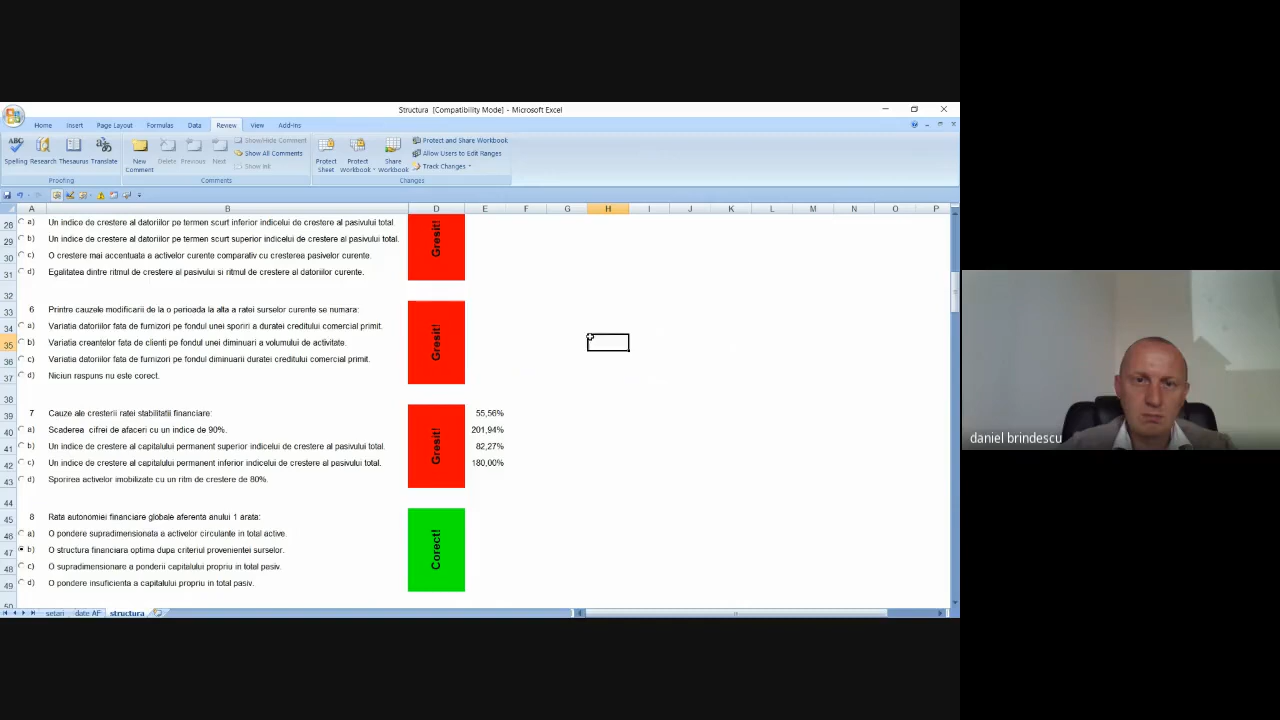 Structura [Compatibility Mode] - Microsoft Excel
Home Insert Page Layout Formulas Data Review View Add-Ins
Spelling Research Thesaurus Translate
New Comment Delete Previous Next
Show/Hide Comment
Show All Comments
Show Ink
Protect Sheet Protect Workbook Share Workbook
Protect and Share Workbook
Allow Users to Edit Ranges
Track Changes
Proofing Comments Changes
A B D E F G H I J K L M N O P
28 a) Un indice de crestere al datoriilor pe termen scurt inferior indicelui de crestere al pasivului total
29 b) Un indice de crestere al datoriilor pe termen scurt superior indicelui de crestere al pasivului total.
30 c) O crestere mai accentuata a activelor curente comparativ cu cresterea pasivelor curente.
31 d) Egalitatea dintre ritmul de crestere al pasivului si ritmul de crestere al datoriilor curente.
Gresit!
32
33 6 Printre cauzele modificarii de la o perioada la alta a ratei surselor curente se numara:
34 a) Variatia datoriilor fata de furnizori pe fondul unei sporiri a duratei creditului comercial primit.
35 b) Variatia creantelor fata de clienti pe fondul unei diminuari a volumului de activitate.
36 c) Variatia datoriilor fata de furnizori pe fondul diminuarii duratei creditului comercial primit.
37 d) Niciun raspuns nu este corect.
Gresit!
38
39 7 Cauze ale cresterii ratei stabilitatii financiare: 55,56%
40 a) Scaderea cifrei de afaceri cu un indice de 90%. 201,94%
41 b) Un indice de crestere al capitalului permanent superior indicelui de crestere al pasivului total. 82,27%
42 c) Un indice de crestere al capitalului permanent inferior indicelui de crestere al pasivului total. 180,00%
43 d) Sporirea activelor imobilizate cu un ritm de crestere de 80%.
Gresit!
44
45 8 Rata autonomiei financiare globale aferenta anului 1 arata:
46 a) O pondere supradimensionata a activelor circulante in total active.
47 b) O structura financiara optima dupa criteriul provenientei surselor.
48 c) O supradimensionare a ponderii capitalului propriu in total pasiv.
49 d) O pondere insuficienta a capitalului propriu in total pasiv.
Corect!
50
setari date AF structura
daniel brindescu